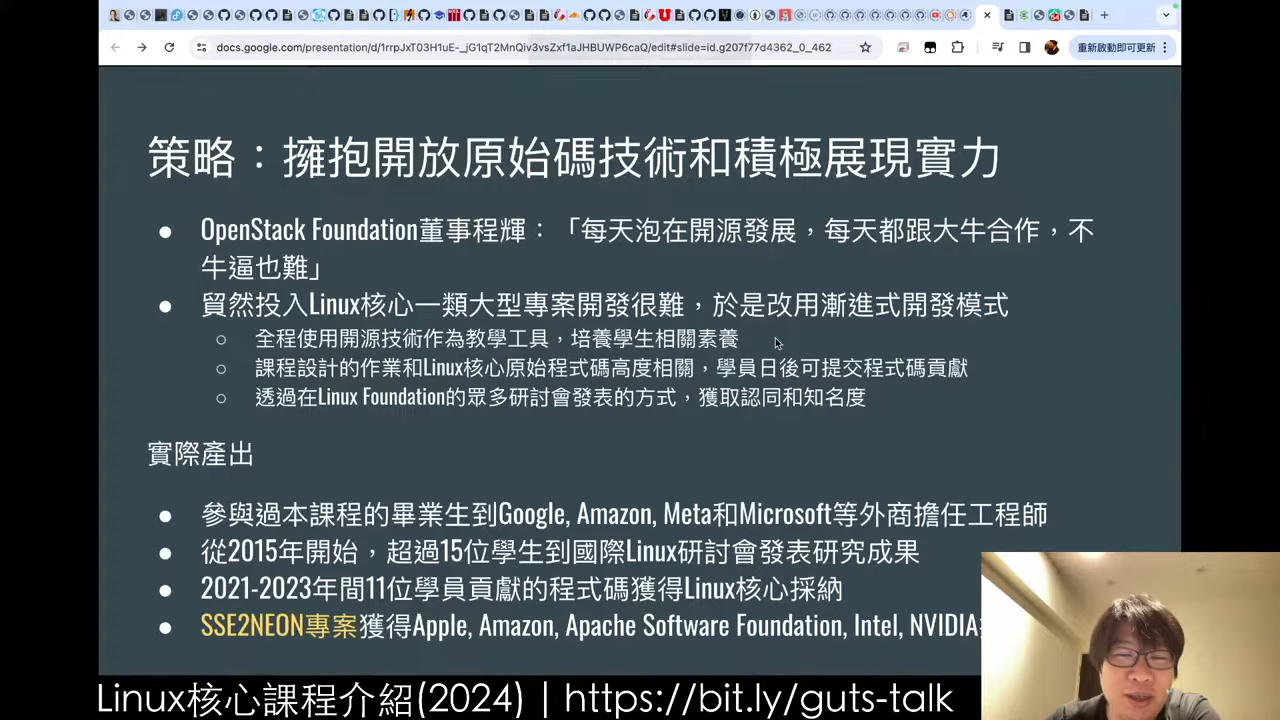 docs.google.com/presentation/d/1rrpJxT03H1uE-_jG1qT2MnQiv3vsZxf1aJHBUWP6caQ/edit#slide=id.g207f77d4362_0_462
重新啟動即可更新
策略：擁抱開放原始碼技術和積極展現實力
● OpenStack Foundation董事程輝：「每天泡在開源發展，每天都跟大牛合作，不
牛逼也難」
● 貿然投入Linux核心一類大型專案開發很難，於是改用漸進式開發模式
○ 全程使用開源技術作為教學工具，培養學生相關素養
○ 課程設計的作業和Linux核心原始程式碼高度相關，學員日後可提交程式碼貢獻
○ 透過在Linux Foundation的眾多研討會發表的方式，獲取認同和知名度
實際產出
● 參與過本課程的畢業生到Google, Amazon, Meta和Microsoft等外商擔任工程師
● 從2015年開始，超過15位學生到國際Linux研討會發表研究成果
● 2021-2023年間11位學員貢獻的程式碼獲得Linux核心採納
● SSE2NEON專案獲得Apple, Amazon, Apache Software Foundation, Intel, NVIDIA
Linux核心課程介紹(2024) | https://bit.ly/guts-talk